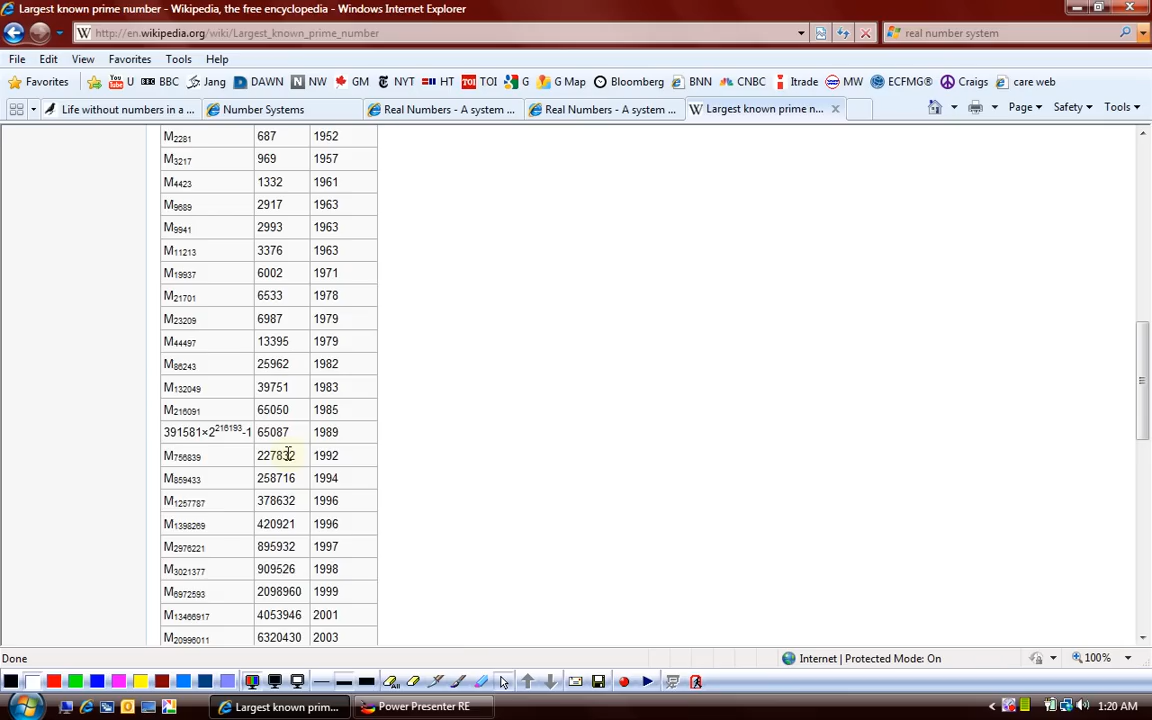 Largest known prime number - Wikipedia, the free encyclopedia - Windows Internet Explorer
http://en.wikipedia.org/wiki/Largest_known_prime_number
real number system
File Edit View Favorites Tools Help
Favorites YouTube U BBC Jang DAWN N NW GM NYT HT TOI G G Map Bloomberg BNN CNBC Itrade MW ECFMG® Craigs care web
Life without numbers in a ... Number Systems Real Numbers - A system ... Real Numbers - A system ... W Largest known prime n... Page Safety Tools
M2281 687 1952
M3217 969 1957
M4423 1332 1961
M9689 2917 1963
M9941 2993 1963
M11213 3376 1963
M19937 6002 1971
M21701 6533 1978
M23209 6987 1979
M44497 13395 1979
M86243 25962 1982
M132049 39751 1983
M216091 65050 1985
391581×2^216193-1 65087 1989
M756839 227832 1992
M859433 258716 1994
M1257787 378632 1996
M1398269 420921 1996
M2976221 895932 1997
M3021377 909526 1998
M6972593 2098960 1999
M13466917 4053946 2001
M20996011 6320430 2003
Done Internet | Protected Mode: On 100%
Largest known prim... Power Presenter RE 1:20 AM